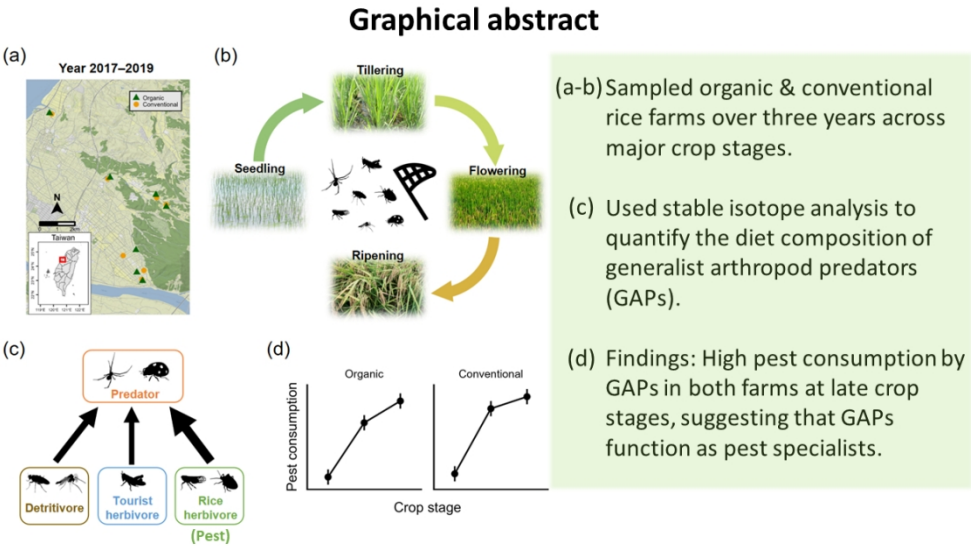 Graphical abstract
(a)
Year 2017–2019
Organic
Conventional
N
0 1 2km
Taiwan
(b)
Tillering
Seedling
Flowering
Ripening
(c)
Predator
Detritivore
Tourist
herbivore
Rice
herbivore
(Pest)
(d)
Organic
Conventional
Pest consumption
Crop stage
(a-b) Sampled organic & conventional
rice farms over three years across
major crop stages.
(c) Used stable isotope analysis to
quantify the diet composition of
generalist arthropod predators
(GAPs).
(d) Findings: High pest consumption by
GAPs in both farms at late crop
stages, suggesting that GAPs
function as pest specialists.